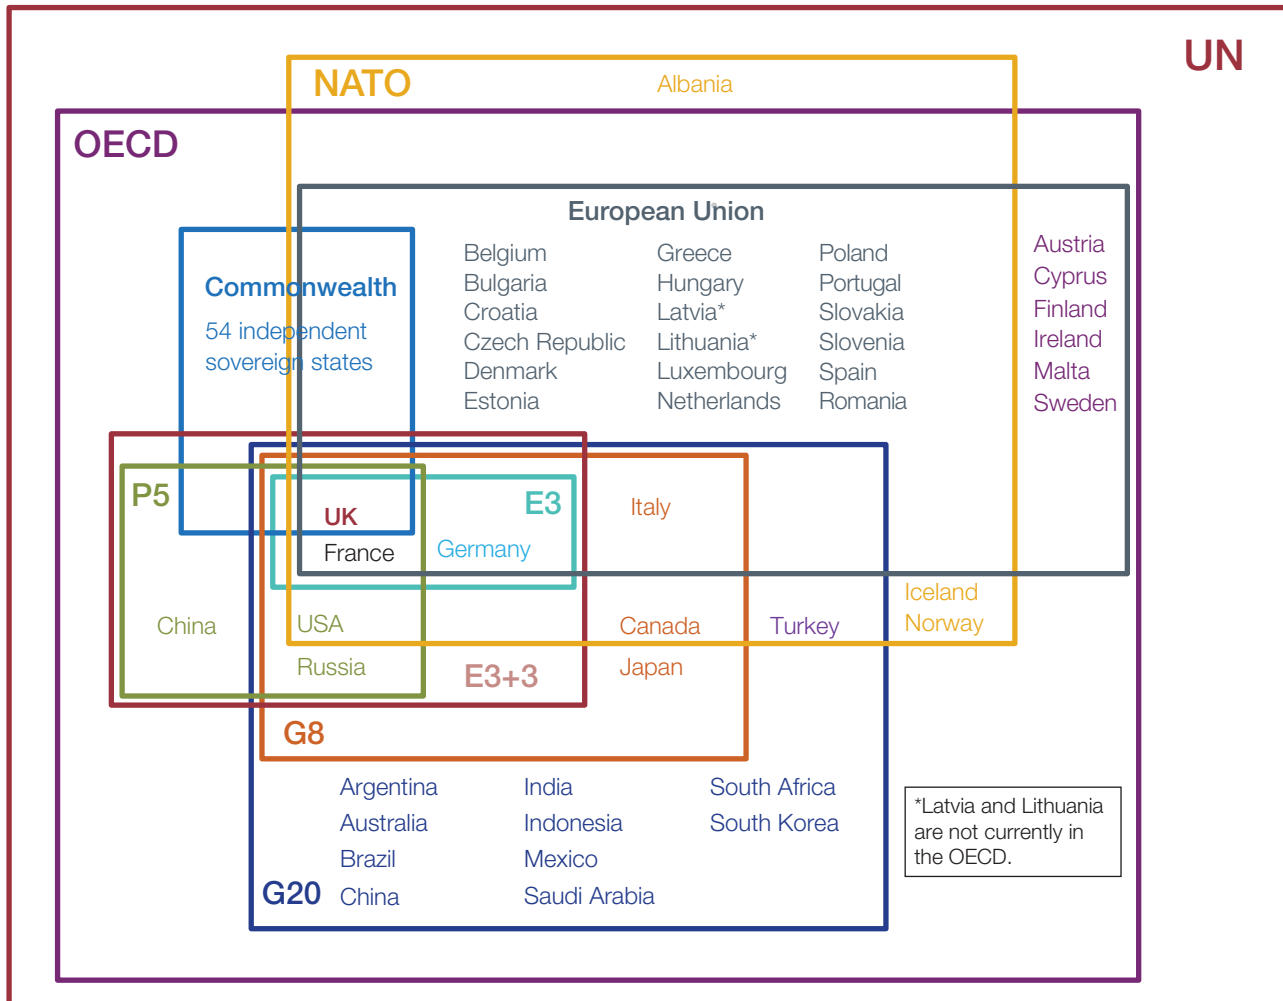 UN
NATO
Albania
OECD
European Union
Belgium
Bulgaria
Croatia
Czech Republic
Denmark
Estonia
Greece
Hungary
Latvia*
Lithuania*
Luxembourg
Netherlands
Poland
Portugal
Slovakia
Slovenia
Spain
Romania
Austria
Cyprus
Finland
Ireland
Malta
Sweden
Commonwealth
54 independent
sovereign states
P5
E3
UK
France
Germany
Italy
China
USA
Russia
E3+3
Canada
Japan
Turkey
Iceland
Norway
G8
Argentina
Australia
Brazil
China
India
Indonesia
Mexico
Saudi Arabia
South Africa
South Korea
G20
*Latvia and Lithuania
are not currently in
the OECD.